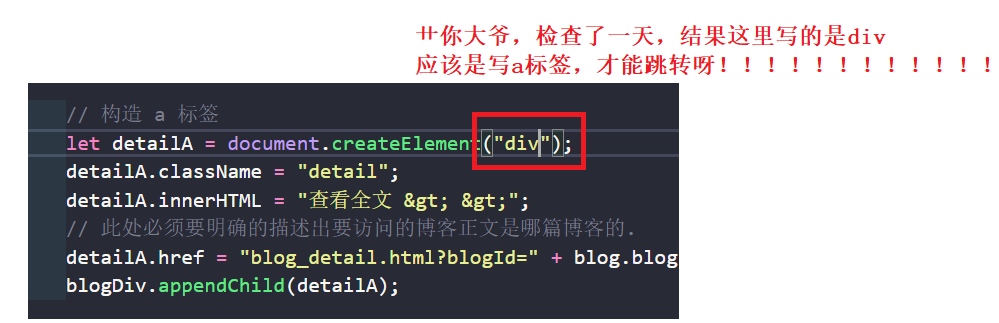 艹你大爷，检查了一天，结果这里写的是div
应该是写a标签，才能跳转呀！！！！！！！！！！！！
// 构造 a 标签
let detailA = document.createElement("div");
detailA.className = "detail";
detailA.innerHTML = "查看全文 &gt; &gt;";
// 此处必须要明确的描述出要访问的博客正文是哪篇博客的.
detailA.href = "blog_detail.html?blogId=" + blog.blog
blogDiv.appendChild(detailA);